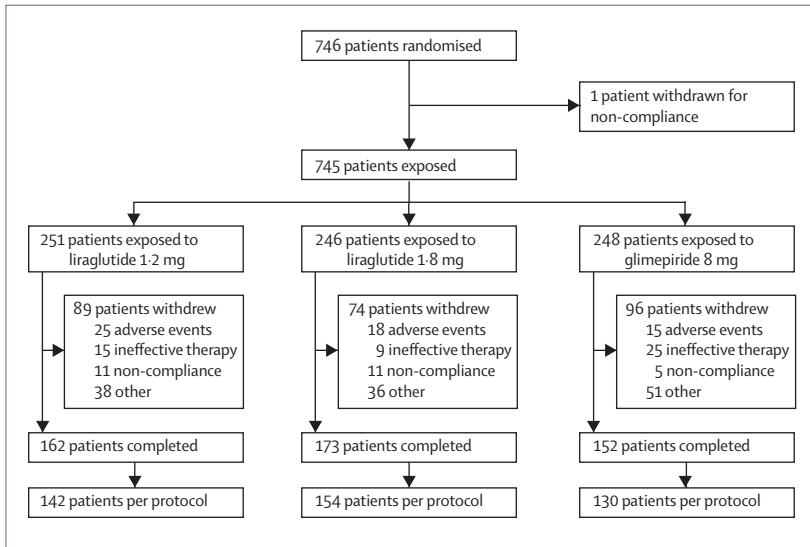 746 patients randomised
1 patient withdrawn for
non-compliance
745 patients exposed
251 patients exposed to
liraglutide 1·2 mg
246 patients exposed to
liraglutide 1·8 mg
248 patients exposed to
glimepiride 8 mg
89 patients withdrew
25 adverse events
15 ineffective therapy
11 non-compliance
38 other
74 patients withdrew
18 adverse events
9 ineffective therapy
11 non-compliance
36 other
96 patients withdrew
15 adverse events
25 ineffective therapy
5 non-compliance
51 other
162 patients completed
173 patients completed
152 patients completed
142 patients per protocol
154 patients per protocol
130 patients per protocol